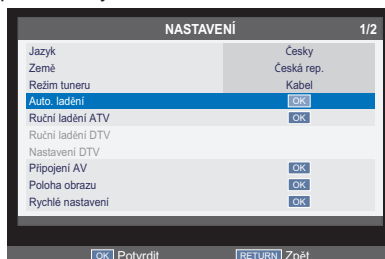 NASTAVENÍ 1/2
Jazyk Česky
Země Česká rep.
Režim tuneru Kabel
Auto. ladění OK
Ruční ladění ATV OK
Ruční ladění DTV
Nastavení DTV
Připojení AV OK
Poloha obrazu OK
Rychlé nastavení OK
OK Potvrdit RETURN Zpět